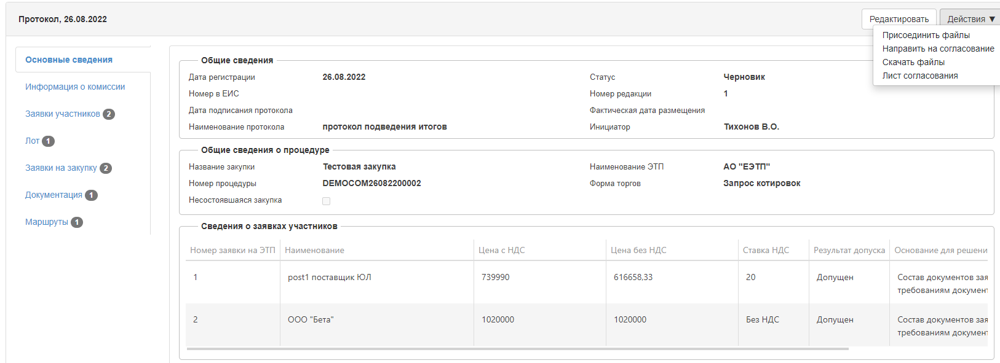 Протокол, 26.08.2022
Редактировать
Действия ▼
Присоединить файлы
Направить на согласование
Скачать файлы
Лист согласования
Основные сведения
Информация о комиссии
Заявки участников 2
Лот 1
Заявки на закупку 2
Документация 1
Маршруты 1
Общие сведения
Дата регистрации 26.08.2022 Статус Черновик
Номер в ЕИС Номер редакции 1
Дата подписания протокола Фактическая дата размещения
Наименование протокола протокол подведения итогов Инициатор Тихонов В.О.
Общие сведения о процедуре
Название закупки Тестовая закупка Наименование ЭТП АО "ЕЭТП"
Номер процедуры DEMOCOM26082200002 Форма торгов Запрос котировок
Несостоявшаяся закупка
Сведения о заявках участников
Номер заявки на ЭТП Наименование Цена с НДС Цена без НДС Ставка НДС Результат допуска Основание для решени
1 post1 поставщик ЮЛ 739990 616658,33 20 Допущен Состав документов зая
требованиям документ
2 ООО "Бета" 1020000 1020000 Без НДС Допущен Состав документов зая
требованиям документ